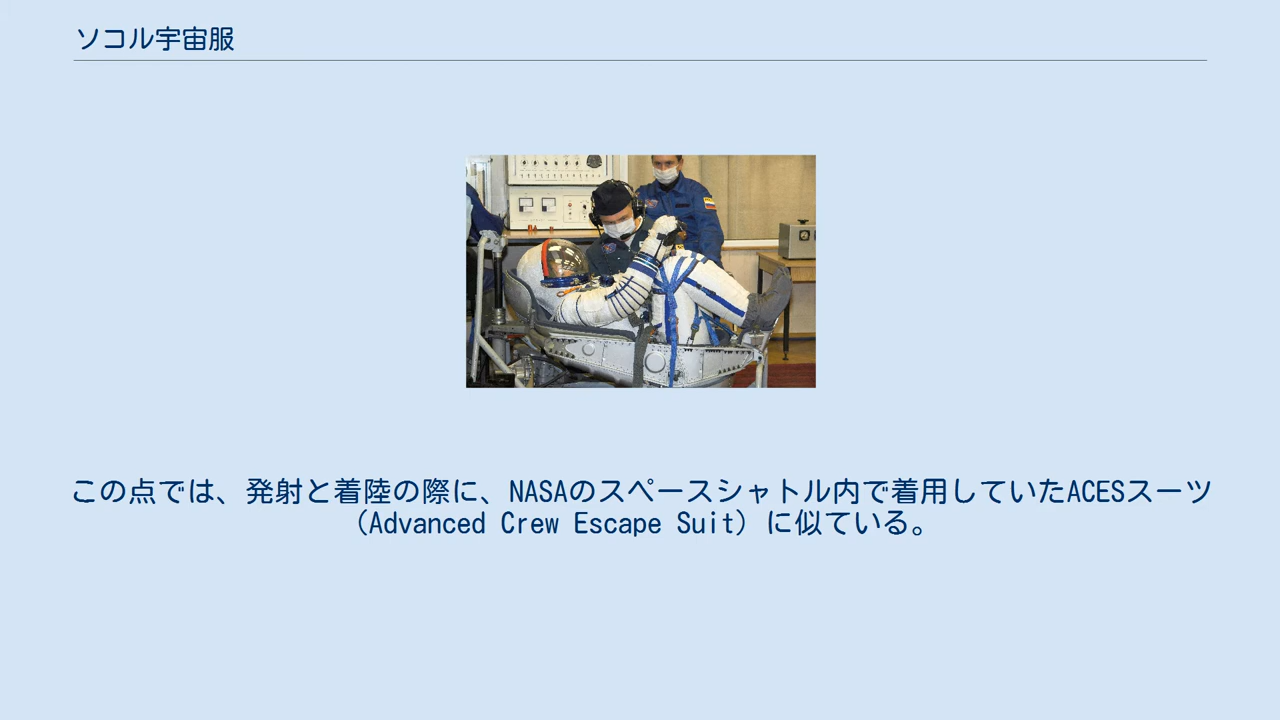 ソコル宇宙服
この点では、発射と着陸の際に、NASAのスペースシャトル内で着用していたACESスーツ
（Advanced Crew Escape Suit）に似ている。